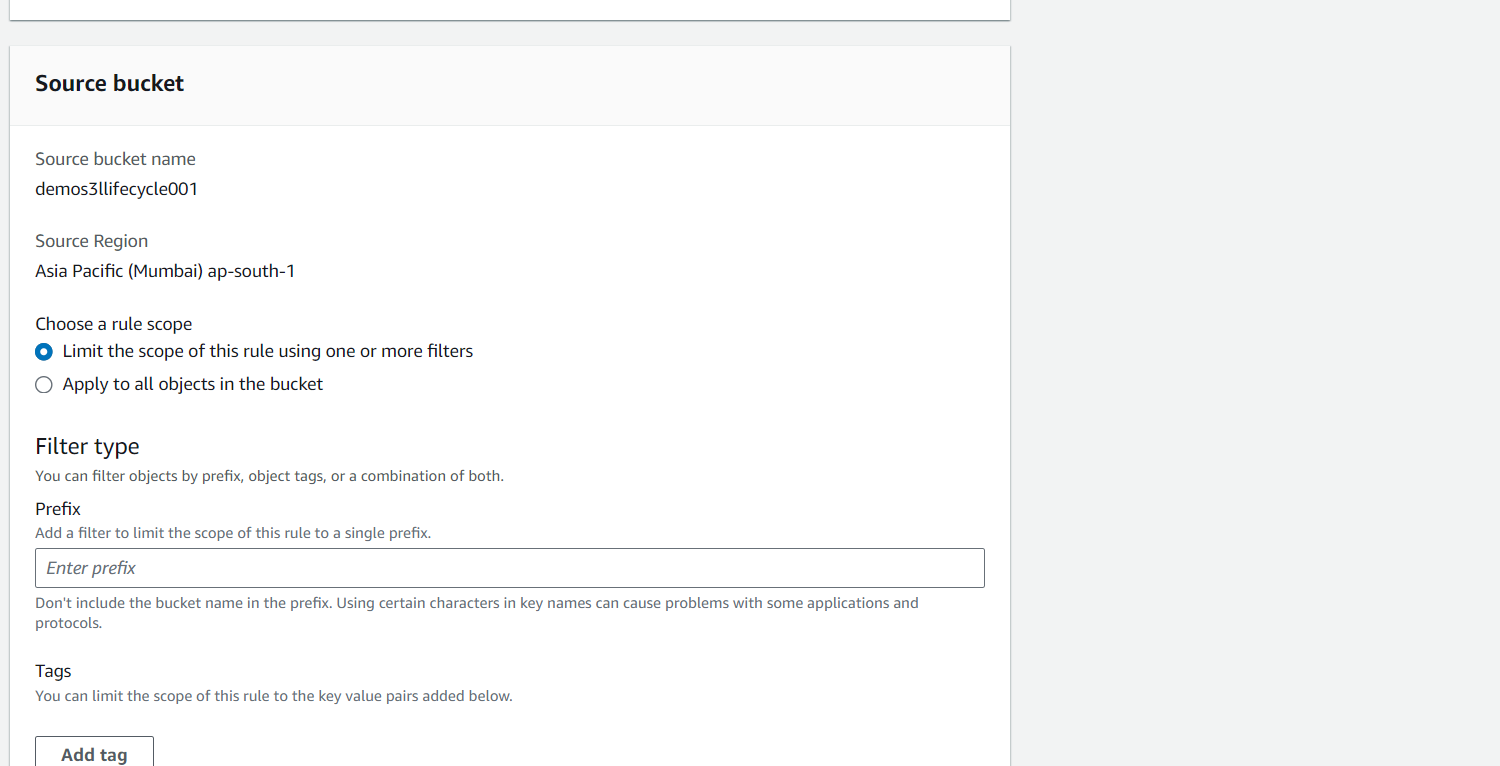 Source bucket
Source bucket name
demos3llifecycle001
Source Region
Asia Pacific (Mumbai) ap-south-1
Choose a rule scope
Limit the scope of this rule using one or more filters
Apply to all objects in the bucket
Filter type
You can filter objects by prefix, object tags, or a combination of both.
Prefix
Add a filter to limit the scope of this rule to a single prefix.
Enter prefix
Don't include the bucket name in the prefix. Using certain characters in key names can cause problems with some applications and
protocols.
Tags
You can limit the scope of this rule to the key value pairs added below.
Add tag